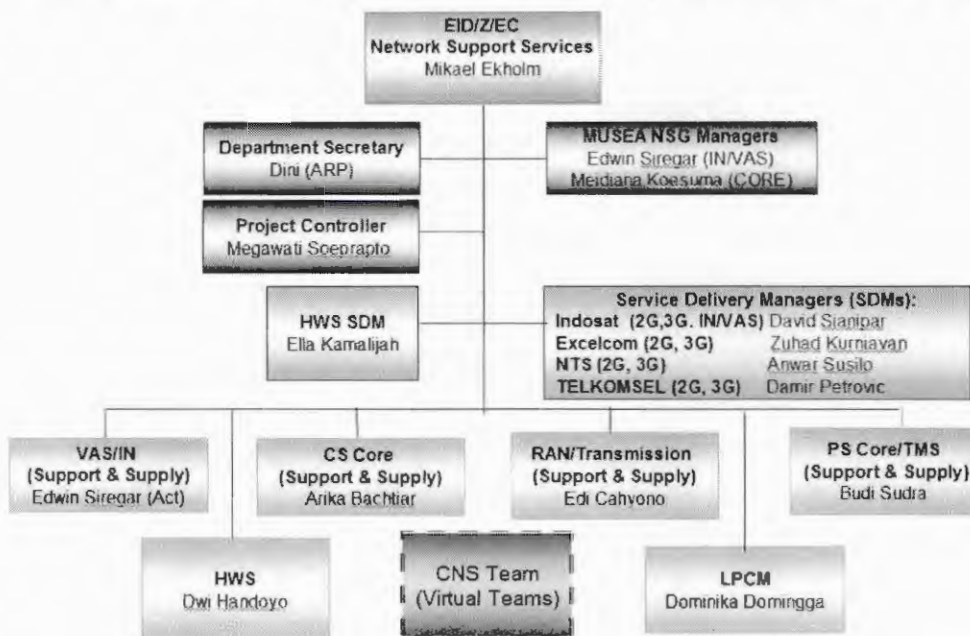 EID/Z/EC
Network Support Services
Mikael Ekholm
Department Secretary
Dini (ARP)
MUSEA NSG Managers
Edwin Siregar (IN/VAS)
Meidiana Koesuma (CORE)
Project Controller
Megawati Soeprapto
HWS SDM
Ella Kamalijah
Service Delivery Managers (SDMs):
Indosat (2G,3G. IN/VAS) David Sianipar
Excelcom (2G, 3G) Zuhad Kurniavan
NTS (2G, 3G) Anwar Susilo
TELKOMSEL (2G, 3G) Damir Petrovic
VAS/IN
(Support & Supply)
Edwin Siregar (Act)
CS Core
(Support & Supply)
Arika Bachtiar
RAN/Transmission
(Support & Supply)
Edi Cahyono
PS Core/TMS
(Support & Supply)
Budi Sudra
HWS
Dwi Handoyo
CNS Team
(Virtual Teams)
LPCM
Dominika Domingga